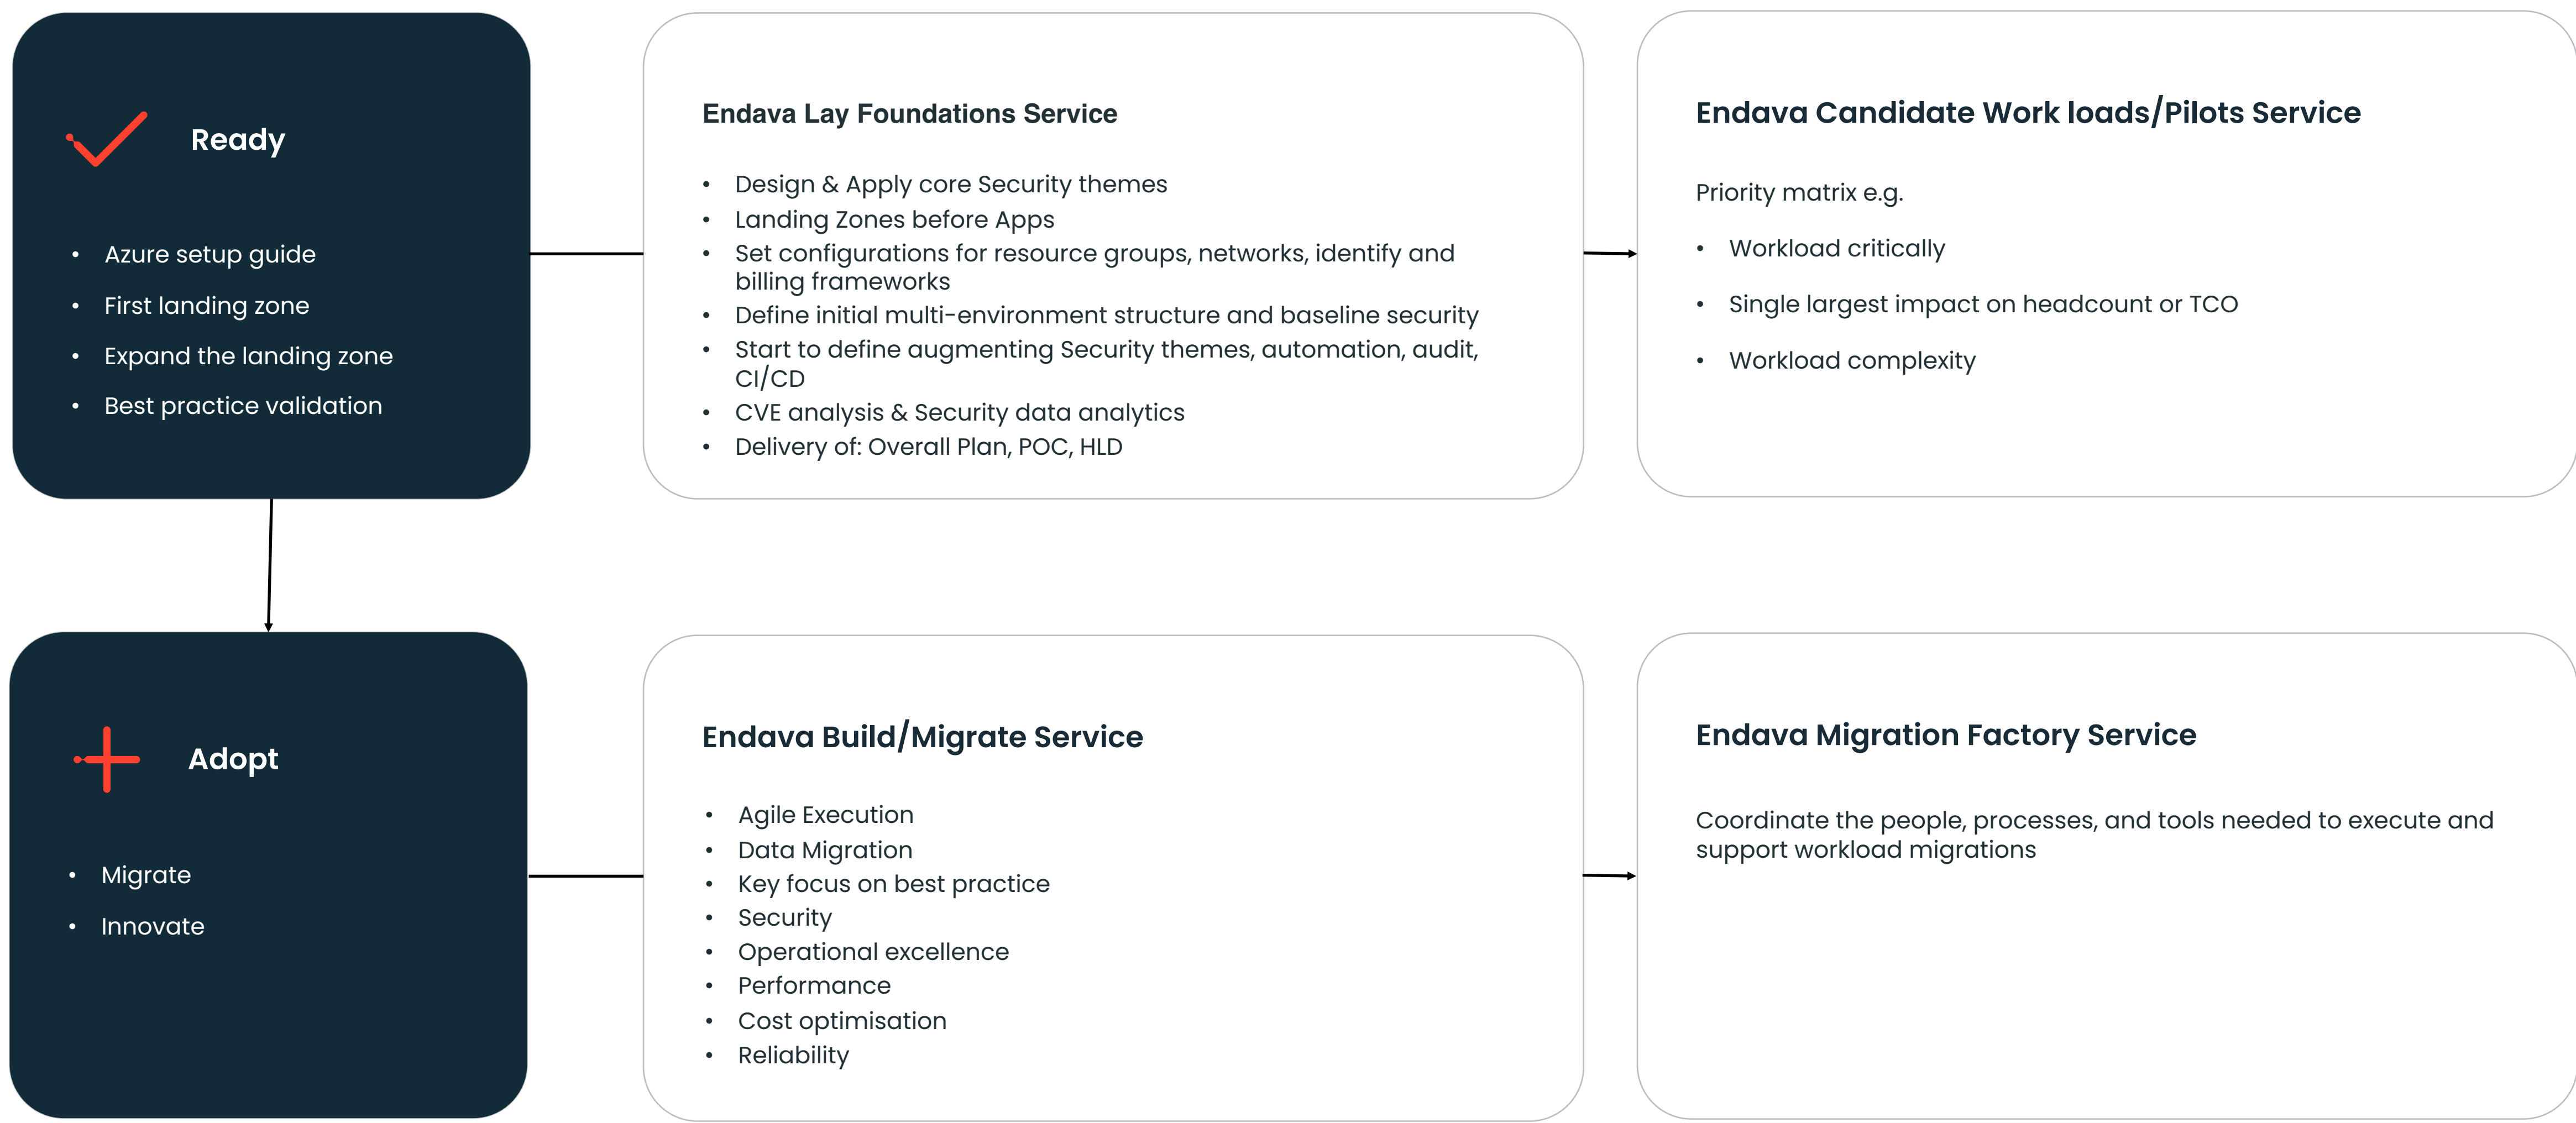 Ready
• Azure setup guide
• First landing zone
• Expand the landing zone
• Best practice validation
Endava Lay Foundations Service
• Design & Apply core Security themes
• Landing Zones before Apps
• Set configurations for resource groups, networks, identify and
billing frameworks
• Define initial multi-environment structure and baseline security
• Start to define augmenting Security themes, automation, audit,
CI/CD
• CVE analysis & Security data analytics
• Delivery of: Overall Plan, POC, HLD
Endava Candidate Work loads/Pilots Service
Priority matrix e.g.
• Workload critically
• Single largest impact on headcount or TCO
• Workload complexity
Adopt
• Migrate
• Innovate
Endava Build/Migrate Service
• Agile Execution
• Data Migration
• Key focus on best practice
• Security
• Operational excellence
• Performance
• Cost optimisation
• Reliability
Endava Migration Factory Service
Coordinate the people, processes, and tools needed to execute and
support workload migrations